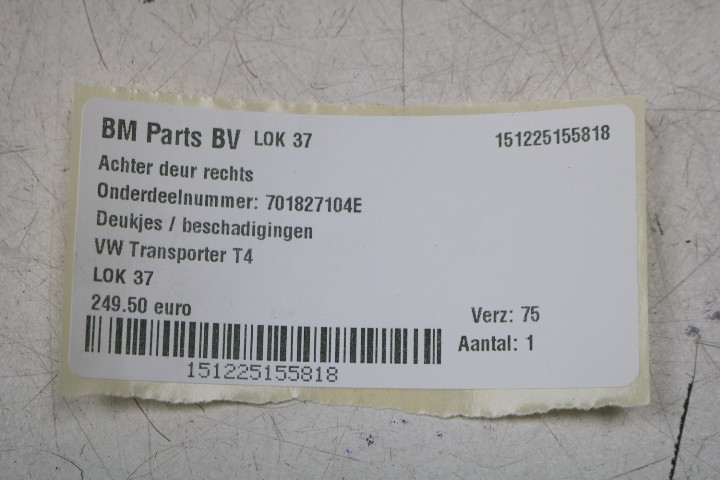 BM Parts BV LOK 37 151225155818
Achter deur rechts
Onderdeelnummer: 701827104E
Deukjes / beschadigingen
VW Transporter T4
LOK 37
249.50 euro Verz: 75
Aantal: 1
151225155818